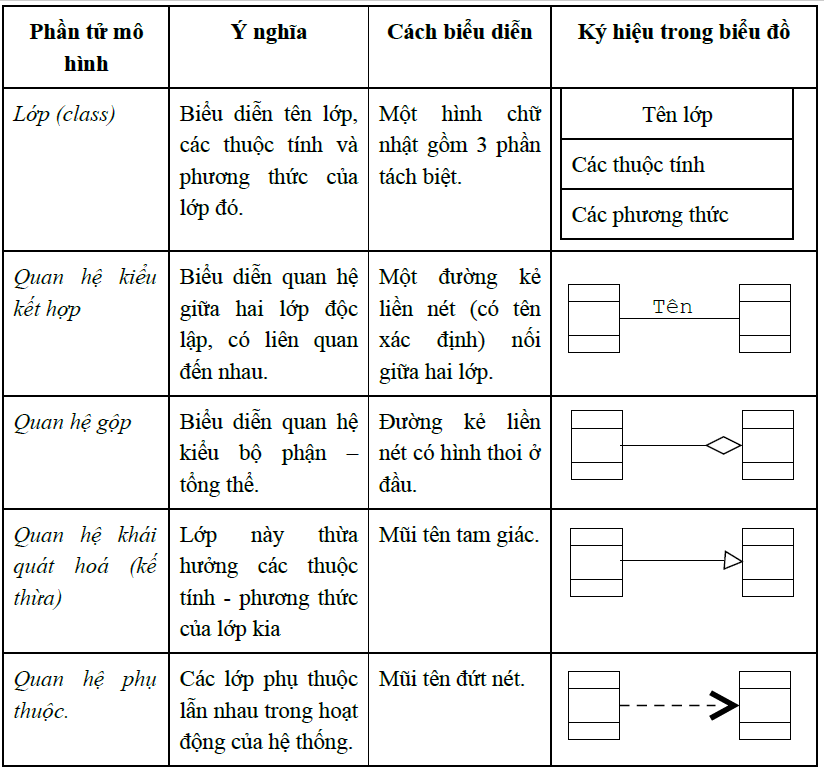 Phần tử mô
hình
Ý nghĩa
Cách biểu diễn
Ký hiệu trong biểu đồ
Lớp (class)
Biểu diễn tên lớp,
các thuộc tính và
phương thức của
lớp đó.
Một hình chữ
nhật gồm 3 phần
tách biệt.
Tên lớp
Các thuộc tính
Các phương thức
Quan hệ kiểu
kết hợp
Biểu diễn quan hệ
giữa hai lớp độc
lập, có liên quan
đến nhau.
Một đường kẻ
liền nét (có tên
xác định) nối
giữa hai lớp.
Tên
Quan hệ gộp
Biểu diễn quan hệ
kiểu bộ phận –
tổng thể.
Đường kẻ liền
nét có hình thoi ở
đầu.
Quan hệ khái
quát hoá (kế
thừa)
Lớp này thừa
hưởng các thuộc
tính - phương thức
của lớp kia
Mũi tên tam giác.
Quan hệ phụ
thuộc.
Các lớp phụ thuộc
lẫn nhau trong hoạt
động của hệ thống.
Mũi tên đứt nét.